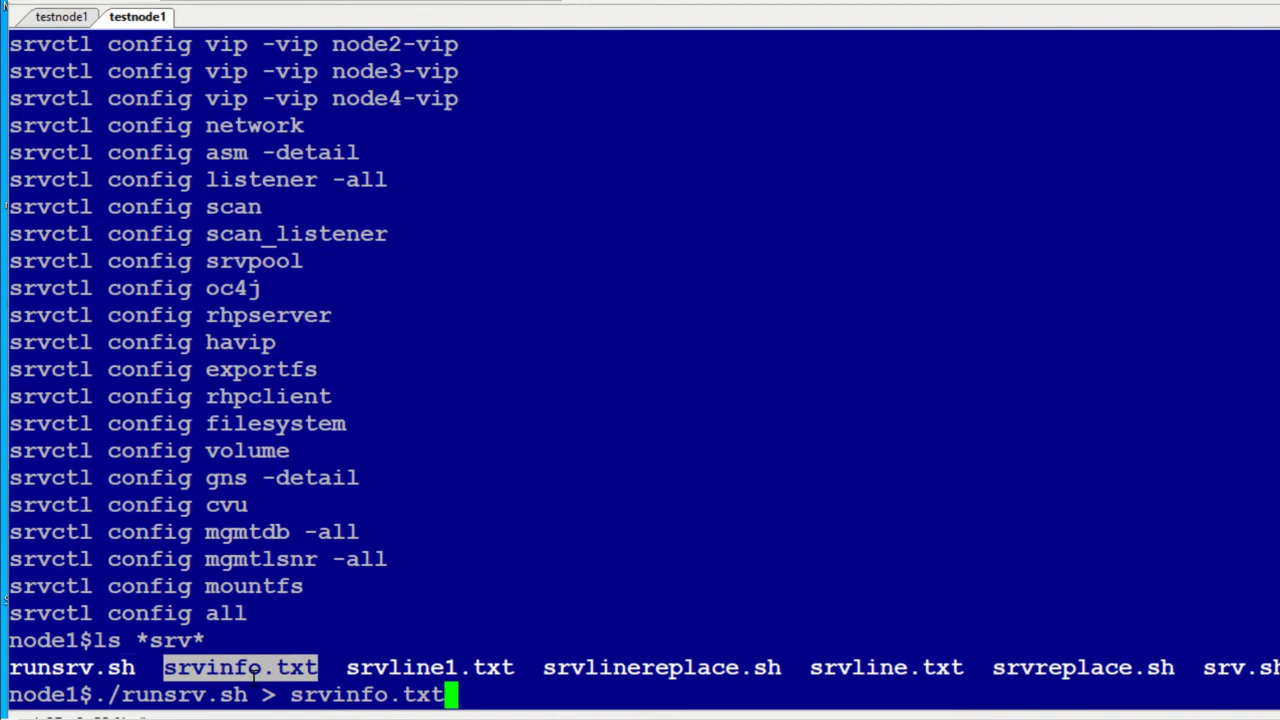 testnode1 testnode1
srvctl config vip -vip node2-vip
srvctl config vip -vip node3-vip
srvctl config vip -vip node4-vip
srvctl config network
srvctl config asm -detail
srvctl config listener -all
srvctl config scan
srvctl config scan_listener
srvctl config srvpool
srvctl config oc4j
srvctl config rhpserver
srvctl config havip
srvctl config exportfs
srvctl config rhpclient
srvctl config filesystem
srvctl config volume
srvctl config gns -detail
srvctl config cvu
srvctl config mgmtdb -all
srvctl config mgmtlsnr -all
srvctl config mountfs
srvctl config all
node1$ls *srv*
runsrv.sh srvinfo.txt srvline1.txt srvlinereplace.sh srvline.txt srvreplace.sh srv.sh
node1$./runsrv.sh > srvinfo.txt